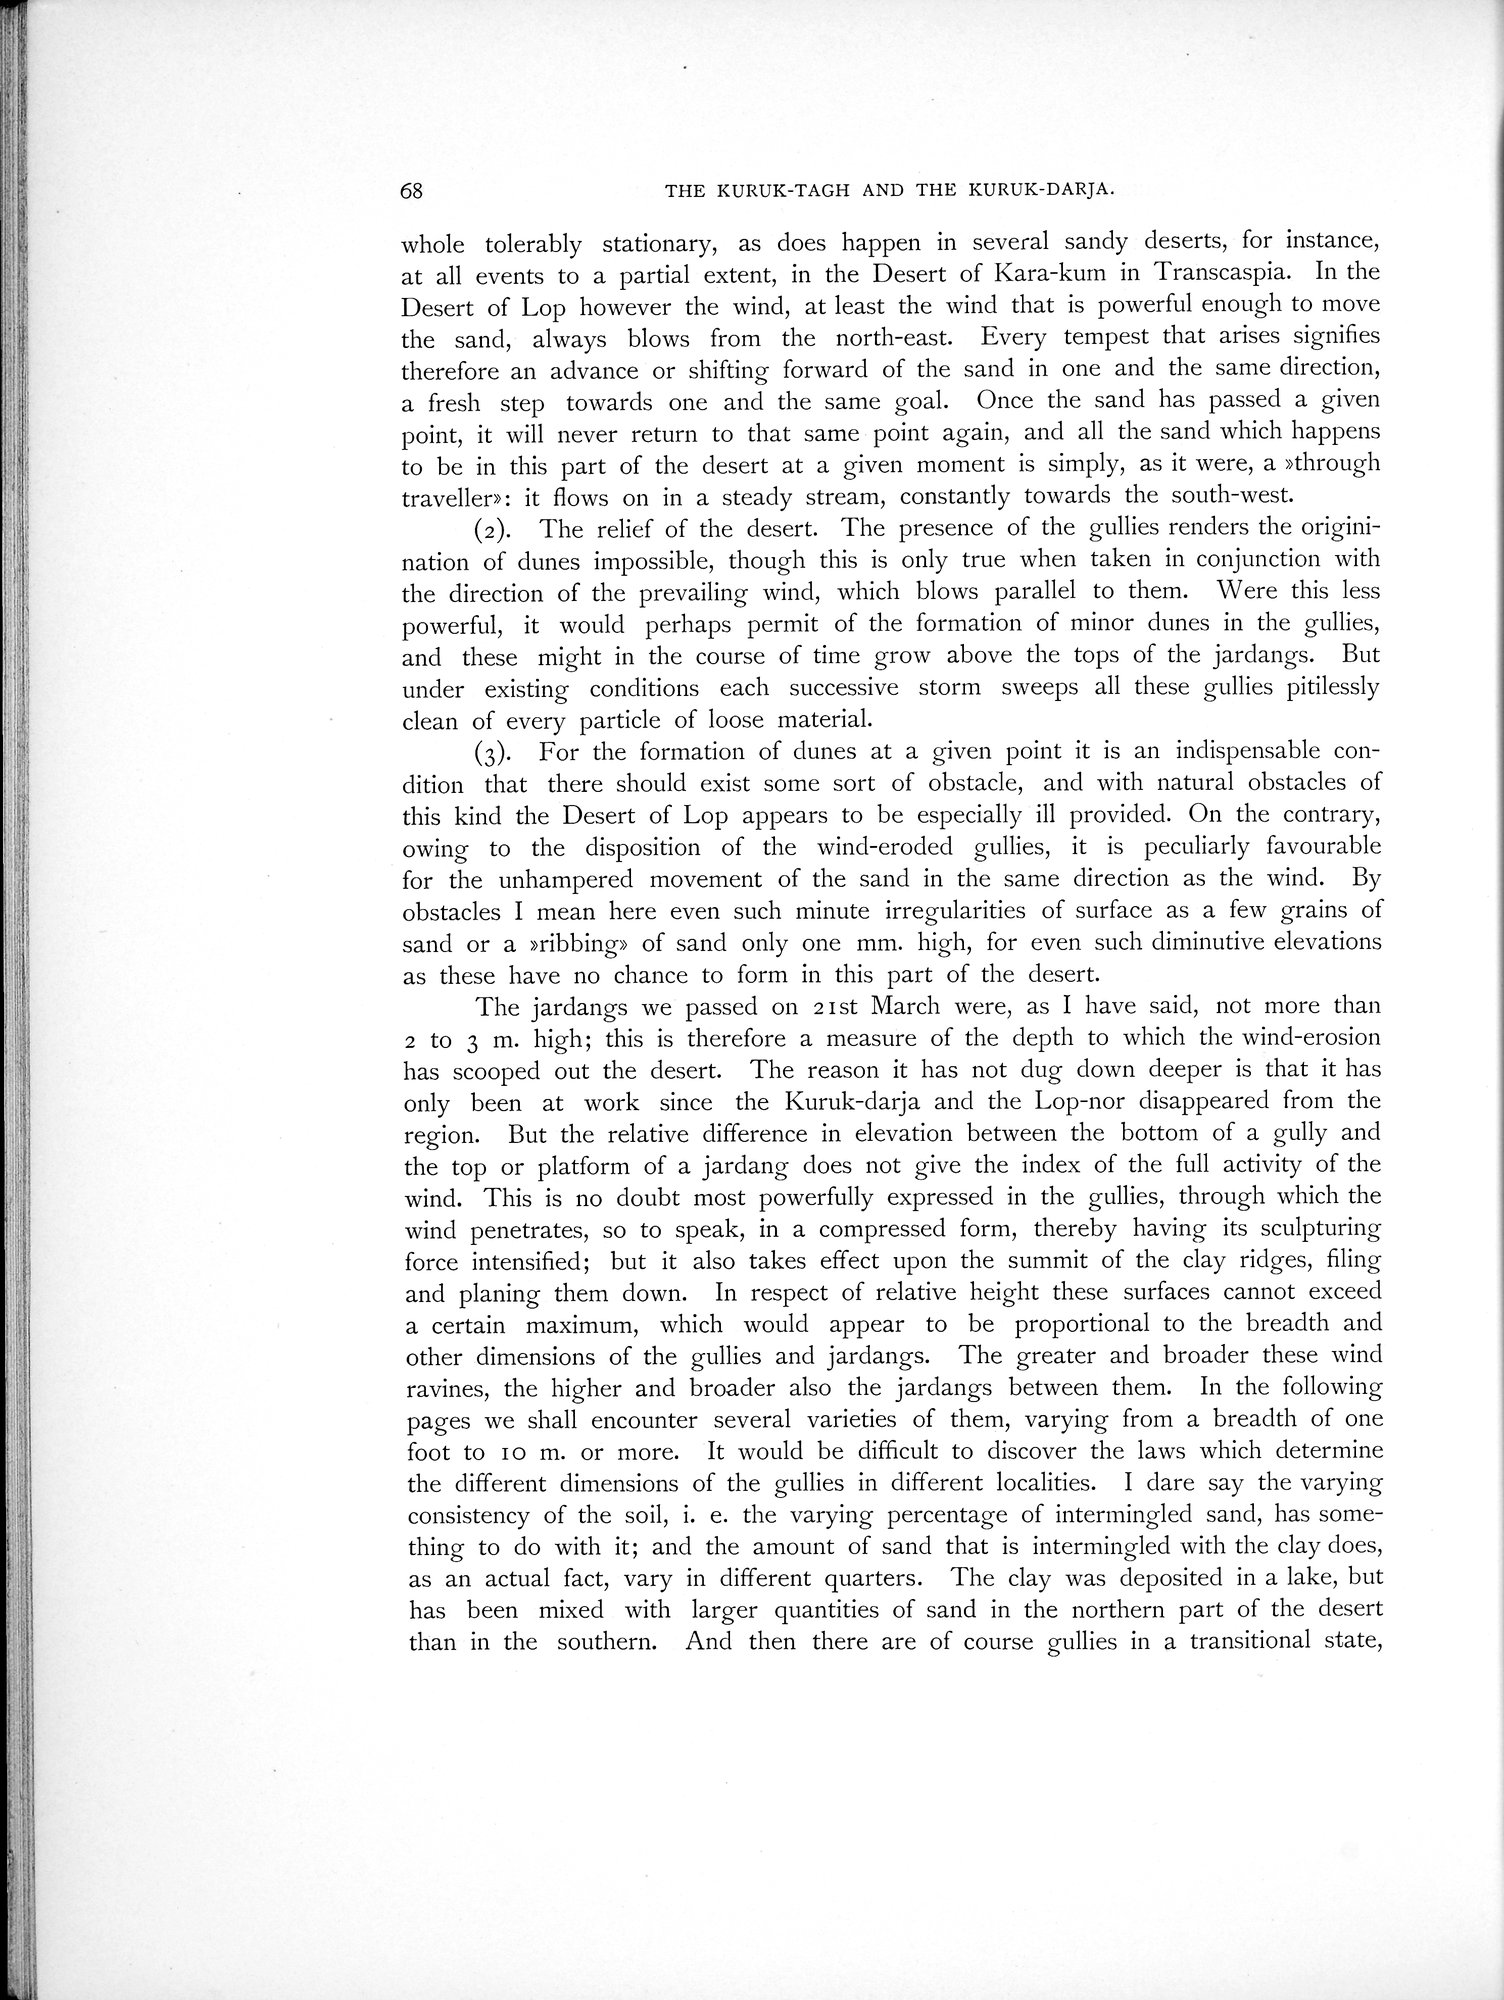 68 THE KURUK-TAGH AND THE KURUK-DARJA.
whole tolerably stationary, as does happen in several sandy deserts, for instance,
at all events to a partial extent, in the Desert of Kara-kum in Transcaspia. In the
Desert of Lop however the wind, at least the wind that is powerful enough to move
the sand, always blows from the north-east. Every tempest that arises signifies
therefore an advance or shifting forward of the sand in one and the same direction,
a fresh step towards one and the same goal. Once the sand has passed a given
point, it will never return to that same point again, and all the sand which happens
to be in this part of the desert at a given moment is simply, as it were, a »through
traveller»: it flows on in a steady stream, constantly towards the south-west.
(2). The relief of the desert. The presence of the gullies renders the origini-
nation of dunes impossible, though this is only true when taken in conjunction with
the direction of the prevailing wind, which blows parallel to them. Were this less
powerful, it would perhaps permit of the formation of minor dunes in the gullies,
and these might in the course of time grow above the tops of the jardangs. But
under existing conditions each successive storm sweeps all these gullies pitilessly
clean of every particle of loose material.
(3). For the formation of dunes at a given point it is an indispensable con-
dition that there should exist some sort of obstacle, and with natural obstacles of
this kind the Desert of Lop appears to be especially ill provided. On the contrary,
owing to the disposition of the wind-eroded gullies, it is peculiarly favourable
for the unhampered movement of the sand in the same direction as the wind. By
obstacles I mean here even such minute irregularities of surface as a few grains of
sand or a »ribbing» of sand only one mm. high, for even such diminutive elevations
as these have no chance to form in this part of the desert.
The jardangs we passed on 21st March were, as I have said, not more than
2 to 3 m. high; this is therefore a measure of the depth to which the wind-erosion
has scooped out the desert. The reason it has not dug down deeper is that it has
only been at work since the Kuruk-darja and the Lop-nor disappeared from the
region. But the relative difference in elevation between the bottom of a gully and
the top or platform of a jardang does not give the index of the full activity of the
wind. This is no doubt most powerfully expressed in the gullies, through which the
wind penetrates, so to speak, in a compressed form, thereby having its sculpturing
force intensified; but it also takes effect upon the summit of the clay ridges, filing
and planing them down. In respect of relative height these surfaces cannot exceed
a certain maximum, which would appear to be proportional to the breadth and
other dimensions of the gullies and jardangs. The greater and broader these wind
ravines, the higher and broader also the jardangs between them. In the following
pages we shall encounter several varieties of them, varying from a breadth of one
foot to 10 m. or more. It would be difficult to discover the laws which determine
the different dimensions of the gullies in different localities. I dare say the varying
consistency of the soil, i. e. the varying percentage of intermingled sand, has some-
thing to do with it; and the amount of sand that is intermingled with the clay does,
as an actual fact, vary in different quarters. The clay was deposited in a lake, but
has been mixed with larger quantities of sand in the northern part of the desert
than in the southern. And then there are of course gullies in a transitional state,